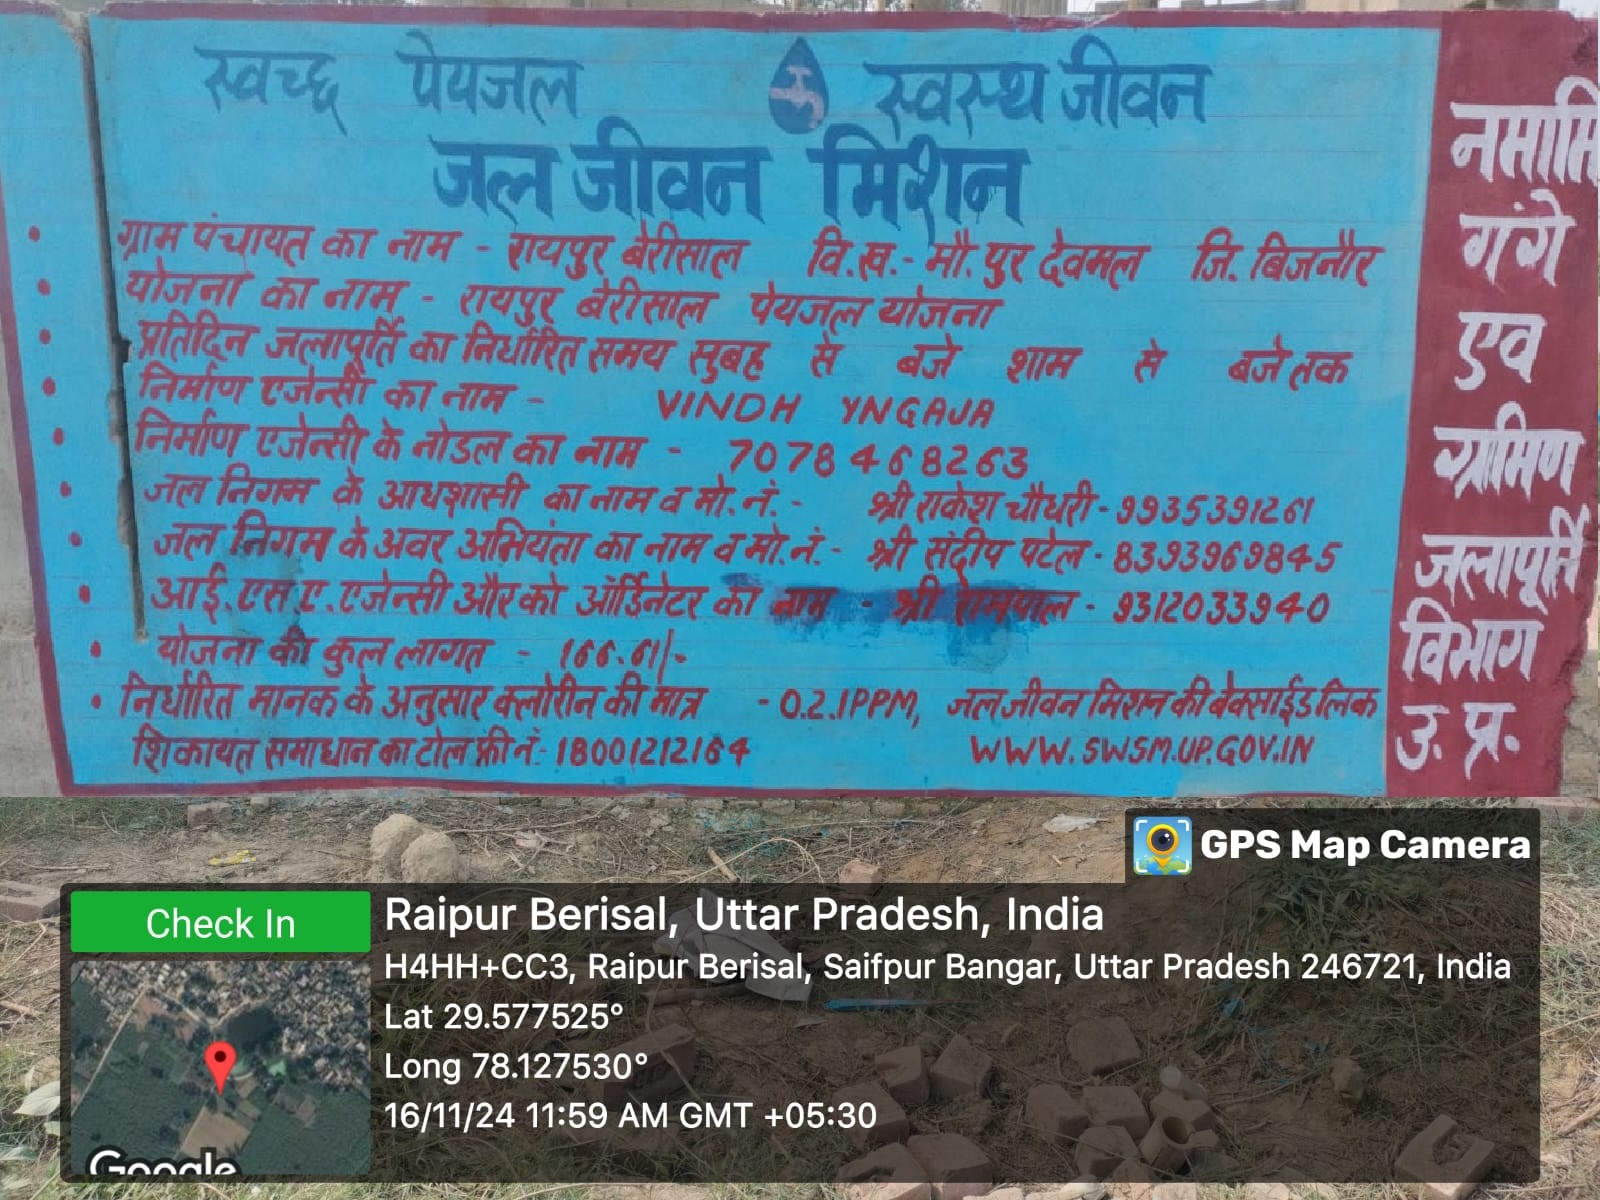 स्वच्छ पेयजल स्वस्थ जीवन
जल जीवन मिशन
ग्राम पंचायत का नाम - रायपुर बेरीसाल वि.ख.- मौ.पुर देवमल जि. बिजनौर
योजना का नाम - रायपुर बेरीसाल पेयजल योजना
प्रतिदिन जलापूर्ति का निर्धारित समय सुबह से बजे शाम से बजे तक
निर्माण एजेन्सी का नाम - VINDH YNGAJA
निर्माण एजेन्सी के नोडल का नाम - 7078468263
जल निगम के आधशासी का नाम व मो.नं.- श्री राकेश चौधरी - 9935391261
जल निगम के अवर अभियंता का नाम व मो.नं.- श्री संदीप पटेल - 8393969845
आई.एस.ए.एजेन्सी और को ऑर्डिनेटर का नाम - श्री रामपाल - 9312033940
योजना की कुल लागत - 166.61/-
निर्धारित मानक के अनुसार क्लोरीन की मात्र - 0.2.1PPM, जल जीवन मिशन की बेक्साईड लिक
शिकायत समाधान का टोल फ्री नं- 18001212164 WWW.SWSM.UP.GOV.IN
नमामि
गंगे
एव
ग्रामिण
जलापूर्ति
विभाग
उ. प्र.
GPS Map Camera
Check In
Raipur Berisal, Uttar Pradesh, India
H4HH+CC3, Raipur Berisal, Saifpur Bangar, Uttar Pradesh 246721, India
Lat 29.577525°
Long 78.127530°
16/11/24 11:59 AM GMT +05:30
Google